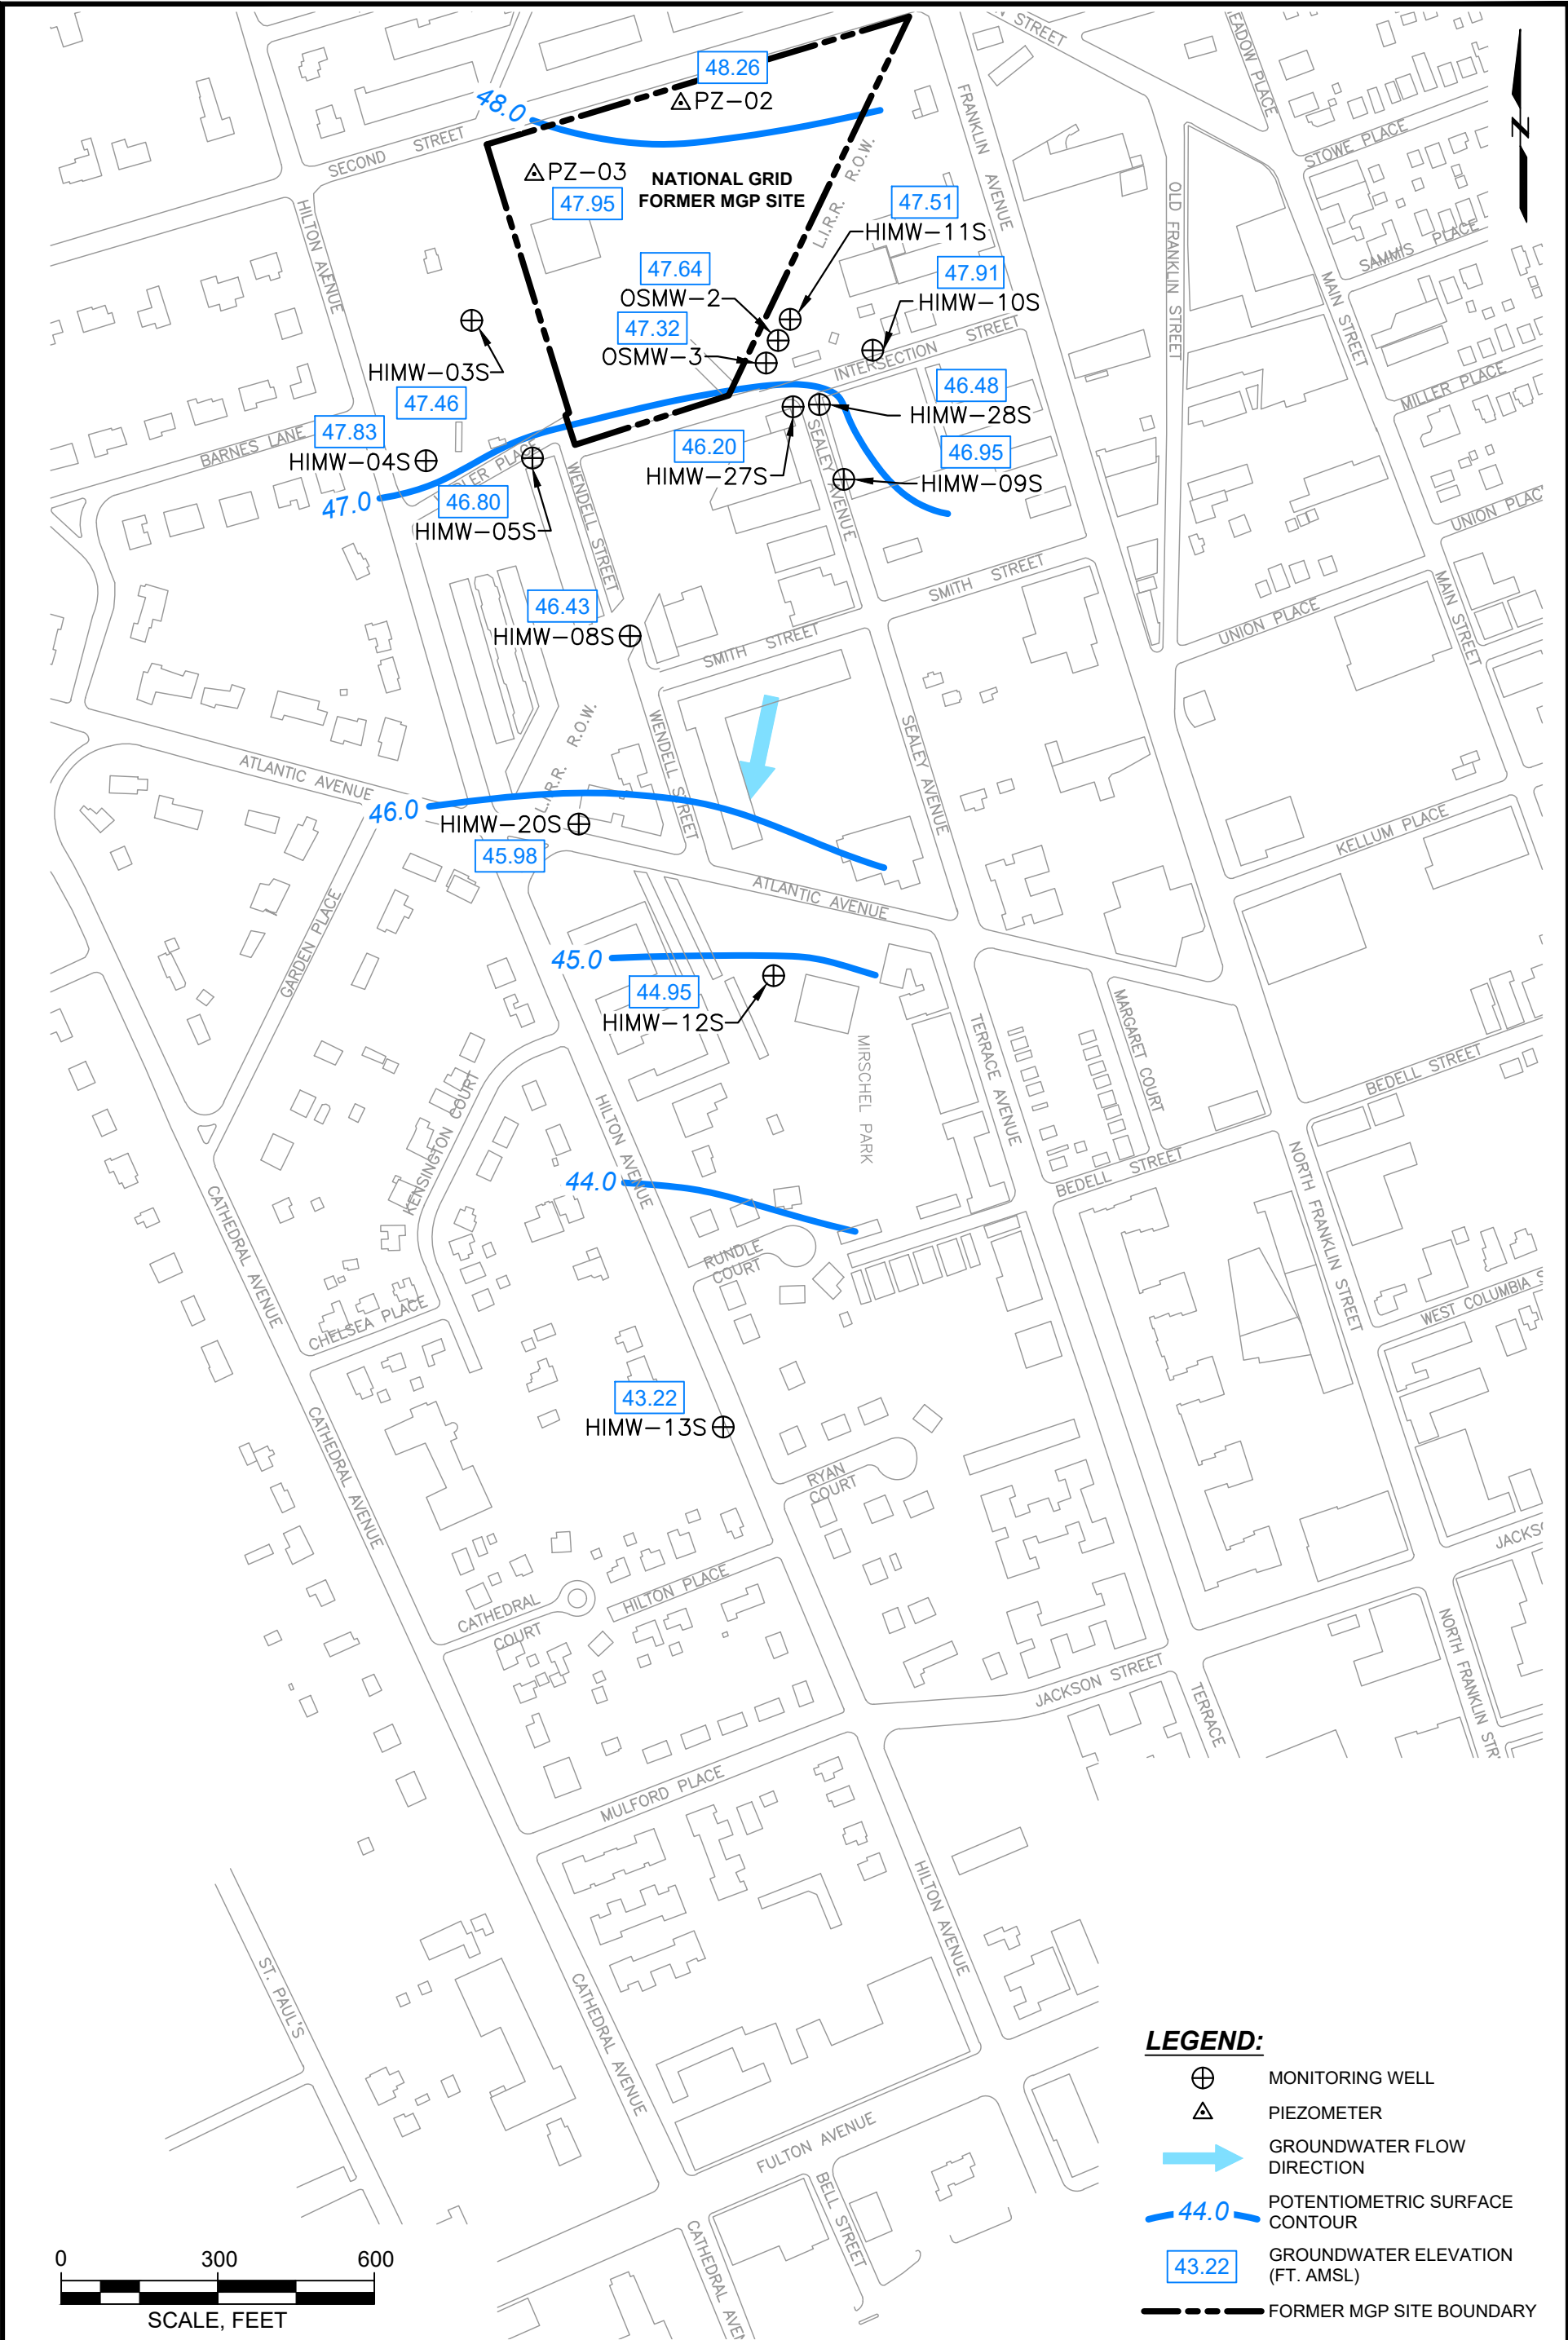 48.26
PZ-02
48.0
SECOND STREET
N STREET
EADOW PLACE
FRANKLIN AVENUE
STOWE PLACE
N
PZ-03
47.95
NATIONAL GRID
FORMER MGP SITE
L.I.R.R. R.O.W.
47.51
HIMW-11S
OLD FRANKLIN STREET
SAMMIS PLACE
MAIN STREET
HILTON AVENUE
47.64
OSMW-2
47.91
HIMW-10S
47.32
OSMW-3
INTERSECTION STREET
HIMW-03S
47.46
46.48
HIMW-28S
MILLER PLACE
47.83
HIMW-04S
BARNES LANE
LER PLACE
46.20
HIMW-27S
SEALEY AVENUE
46.95
HIMW-09S
47.0
46.80
HIMW-05S
WENDELL STREET
UNION PLAC
SMITH STREET
46.43
HIMW-08S
UNION PLACE
MAIN STREET
SMITH STREET
L.I.R.R. R.O.W.
WENDELL STREET
SEALEY AVENUE
ATLANTIC AVENUE
46.0
HIMW-20S
45.98
KELLUM PLACE
ATLANTIC AVENUE
GARDEN PLACE
45.0
44.95
HIMW-12S
MIRSCHEL PARK
TERRACE AVENUE
MARGARET COURT
BEDELL STREET
KENSINGTON COURT
HILTON AVENUE
44.0
BEDELL STREET
NORTH FRANKLIN STREET
CATHEDRAL AVENUE
RUNDLE
COURT
CHELSEA PLACE
WEST COLUMBIA S
43.22
HIMW-13S
CATHEDRAL AVENUE
RYAN
COURT
JACKSO
CATHEDRAL
COURT
HILTON PLACE
NORTH FRANKLIN STR
JACKSON STREET
TERRACE
MULFORD PLACE
HILTON AVENUE
ST. PAUL'S
CATHEDRAL AVENUE
FULTON AVENUE
BELL STREET
CATHEDRAL AVEN
LEGEND:
MONITORING WELL
PIEZOMETER
GROUNDWATER FLOW
DIRECTION
44.0
POTENTIOMETRIC SURFACE
CONTOUR
43.22
GROUNDWATER ELEVATION
(FT. AMSL)
FORMER MGP SITE BOUNDARY
0 300 600
SCALE, FEET